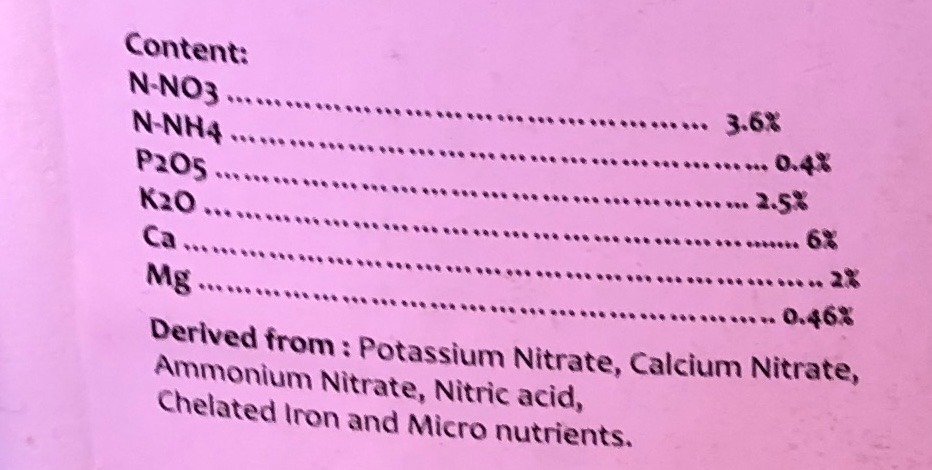 Content:
N-NO3 ........................................ 3.6%
N-NH4 ........................................ 0.4%
P2O5 ........................................ 2.5%
K2O ........................................ 6%
Ca ........................................ 2%
Mg ........................................ 0.46%
Derived from : Potassium Nitrate, Calcium Nitrate,
Ammonium Nitrate, Nitric acid,
Chelated Iron and Micro nutrients.